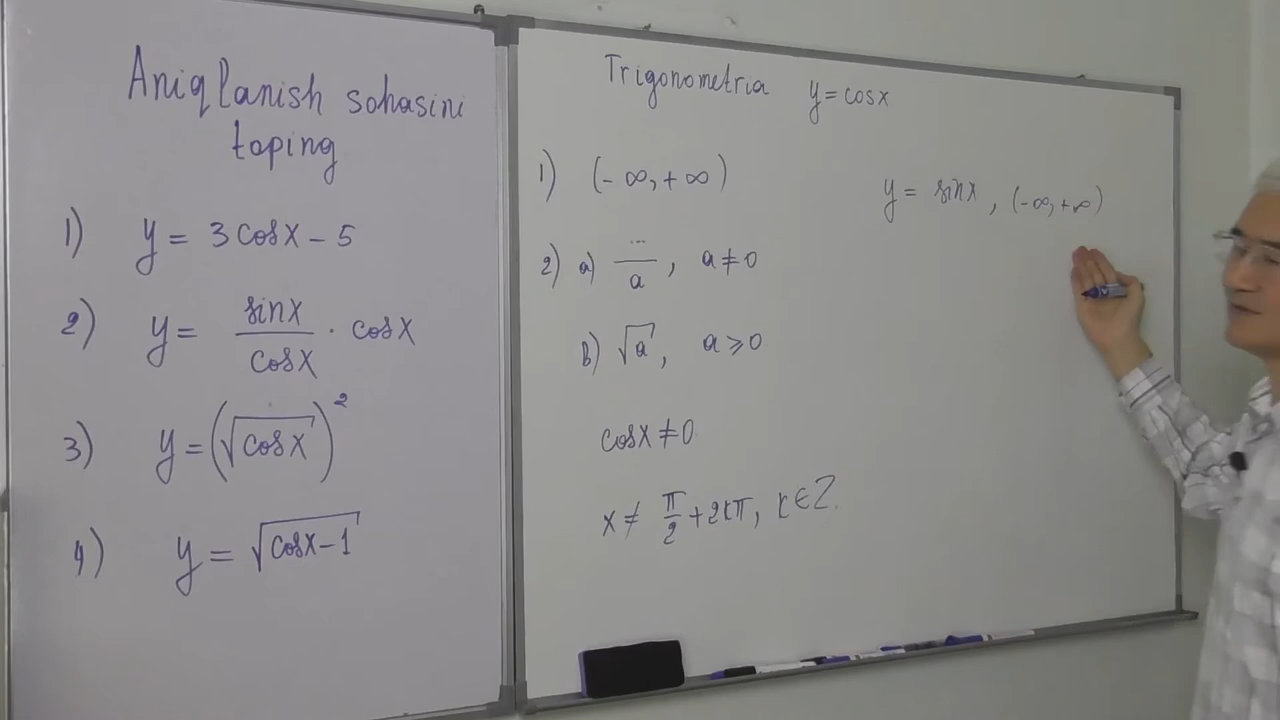 Aniqlanish sohasini
toping
1) y = 3cosx - 5
2) y = sinx/cosx · cosx
3) y = (√cosx)²
4) y = √cosx-1
Trigonometria y = cosx
1) (-∞, +∞)
y = sinx, (-∞, +∞)
2) a) .../a, a ≠ 0
b) √a, a ⩾ 0
cosx ≠ 0
x ≠ π/2 + 2kπ, k ∈ Z.